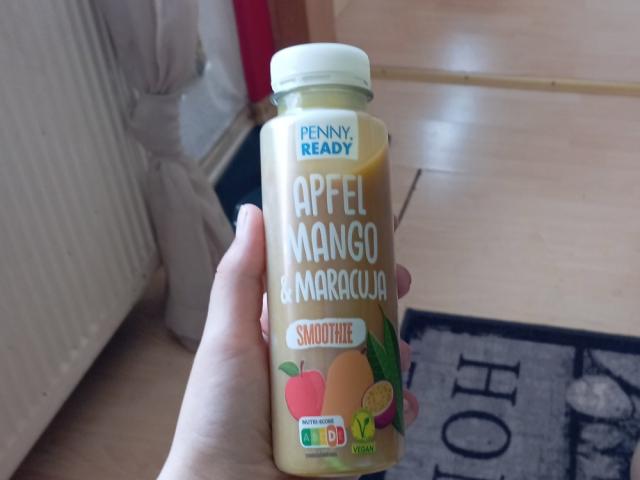 PENNY.
READY
APFEL
MANGO
& MARACUJA
SMOOTHIE
NUTRI-SCORE
A B C D E
V
VEGAN